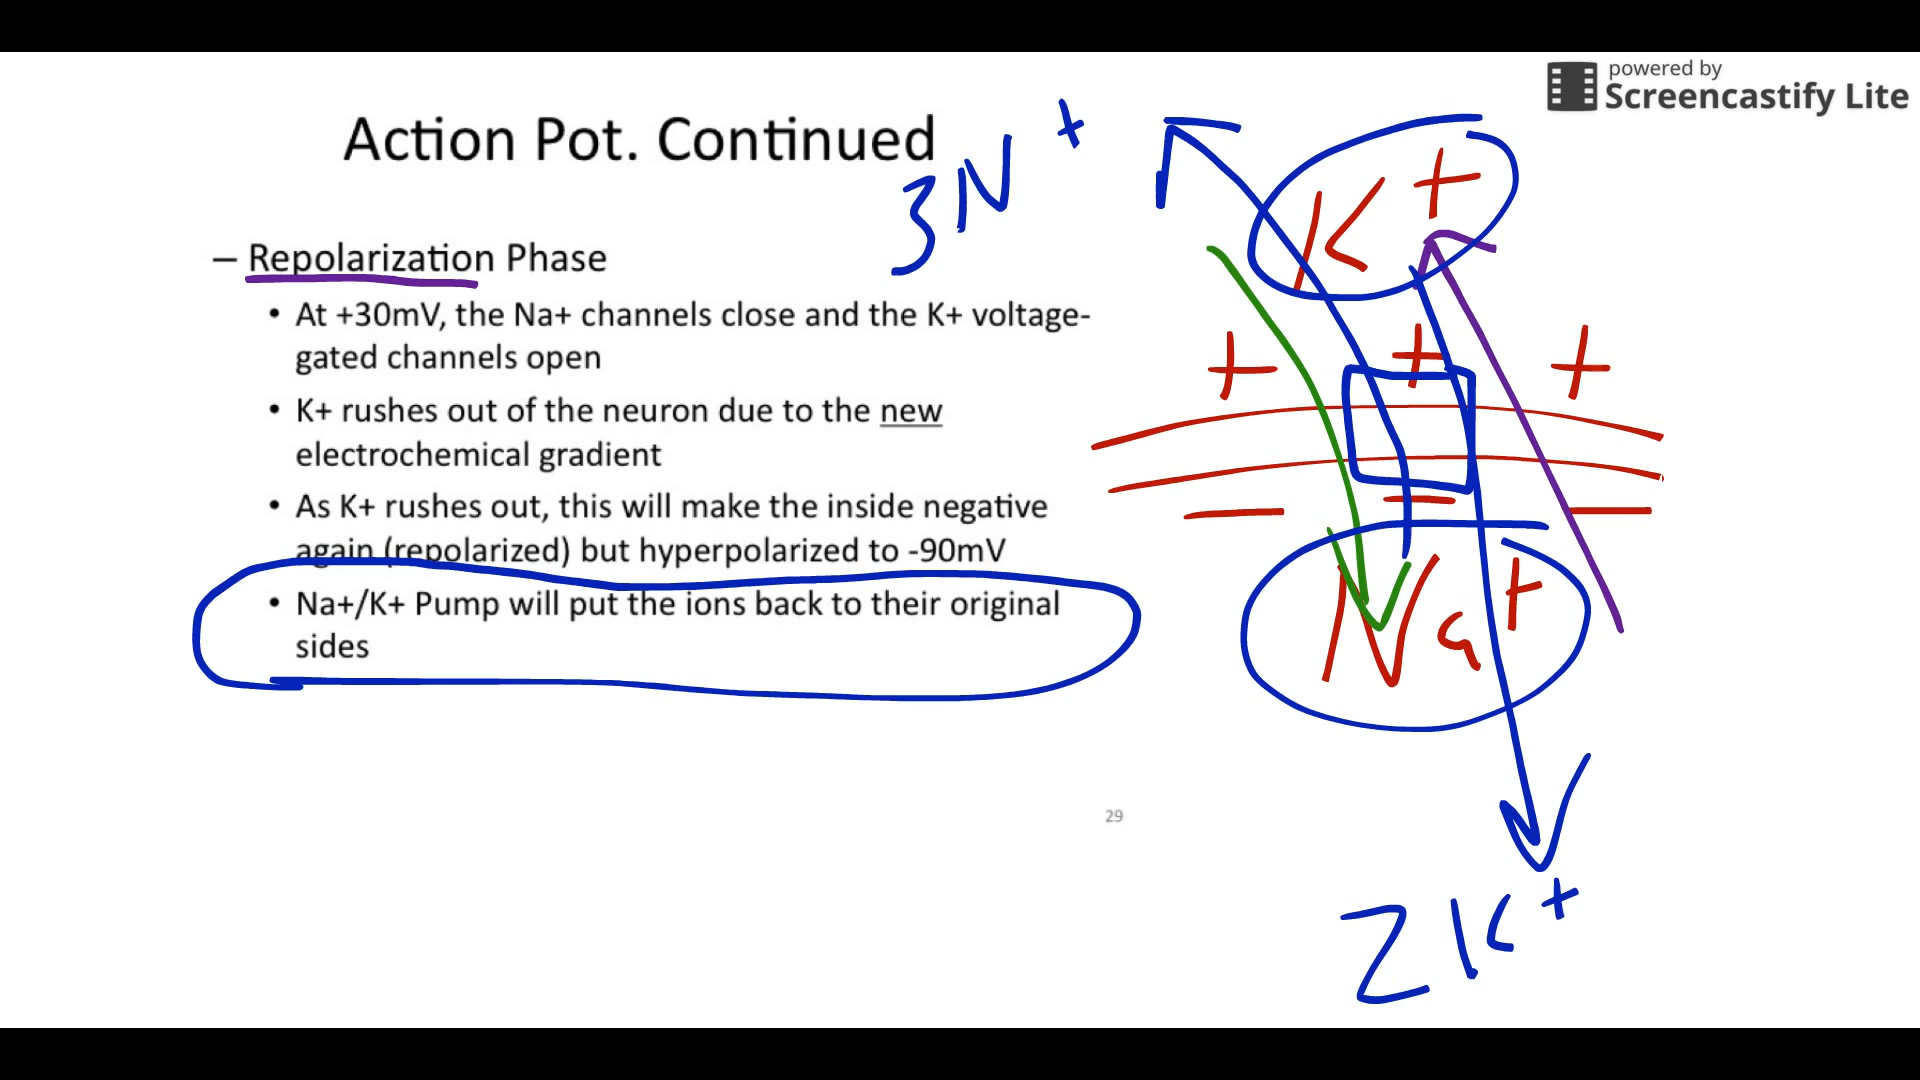 powered by
Screencastify Lite
Action Pot. Continued
3N+
K+
– Repolarization Phase
• At +30mV, the Na+ channels close and the K+ voltage-
gated channels open
+ + +
• K+ rushes out of the neuron due to the new
electrochemical gradient
• As K+ rushes out, this will make the inside negative
again (repolarized) but hyperpolarized to -90mV
– – –
• Na+/K+ Pump will put the ions back to their original
sides
Na+
29
2K+